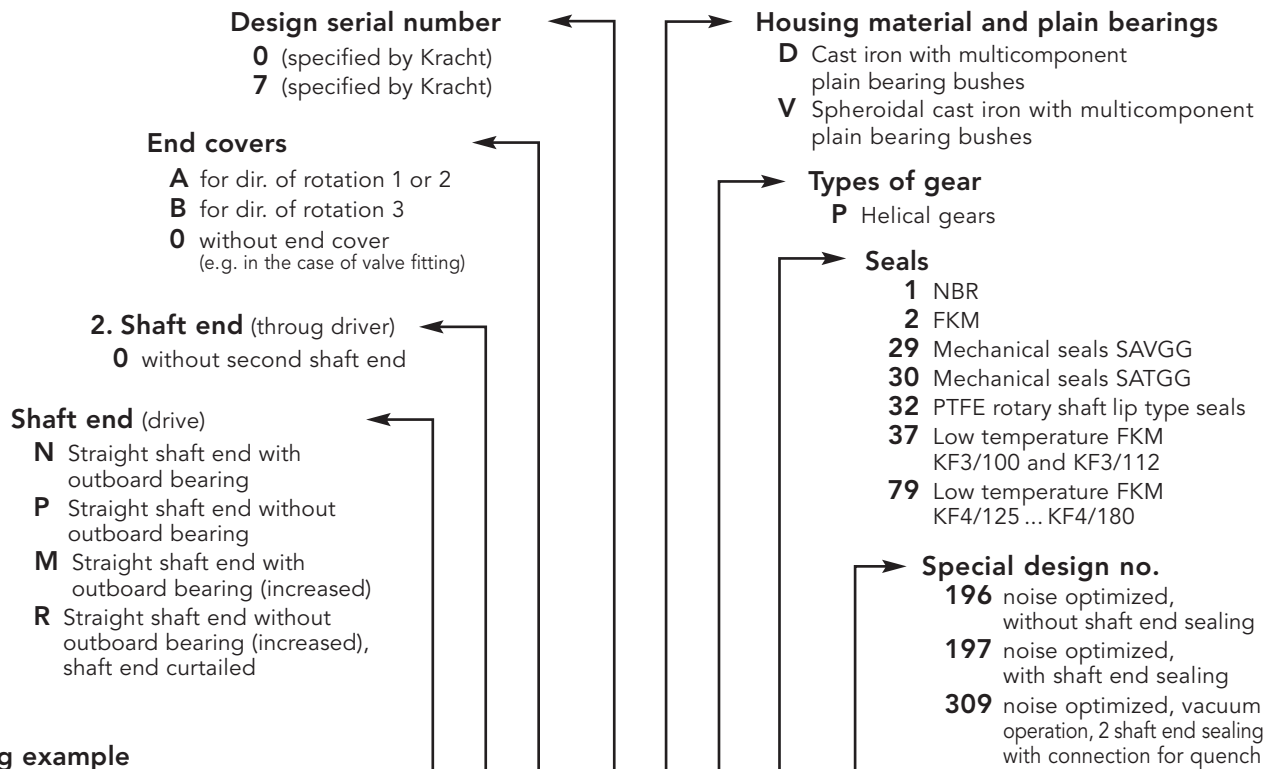 Design serial number
0 (specified by Kracht)
7 (specified by Kracht)
End covers
A for dir. of rotation 1 or 2
B for dir. of rotation 3
0 without end cover
(e.g. in the case of valve fitting)
2. Shaft end (throug driver)
0 without second shaft end
Shaft end (drive)
N Straight shaft end with
outboard bearing
P Straight shaft end without
outboard bearing
M Straight shaft end with
outboard bearing (increased)
R Straight shaft end without
outboard bearing (increased),
shaft end curtailed
g example
Housing material and plain bearings
D Cast iron with multicomponent
plain bearing bushes
V Spheroidal cast iron with multicomponent
plain bearing bushes
Types of gear
P Helical gears
Seals
1 NBR
2 FKM
29 Mechanical seals SAVGG
30 Mechanical seals SATGG
32 PTFE rotary shaft lip type seals
37 Low temperature FKM
KF3/100 and KF3/112
79 Low temperature FKM
KF4/125 ... KF4/180
Special design no.
196 noise optimized,
without shaft end sealing
197 noise optimized,
with shaft end sealing
309 noise optimized, vacuum
operation, 2 shaft end sealing
with connection for quench